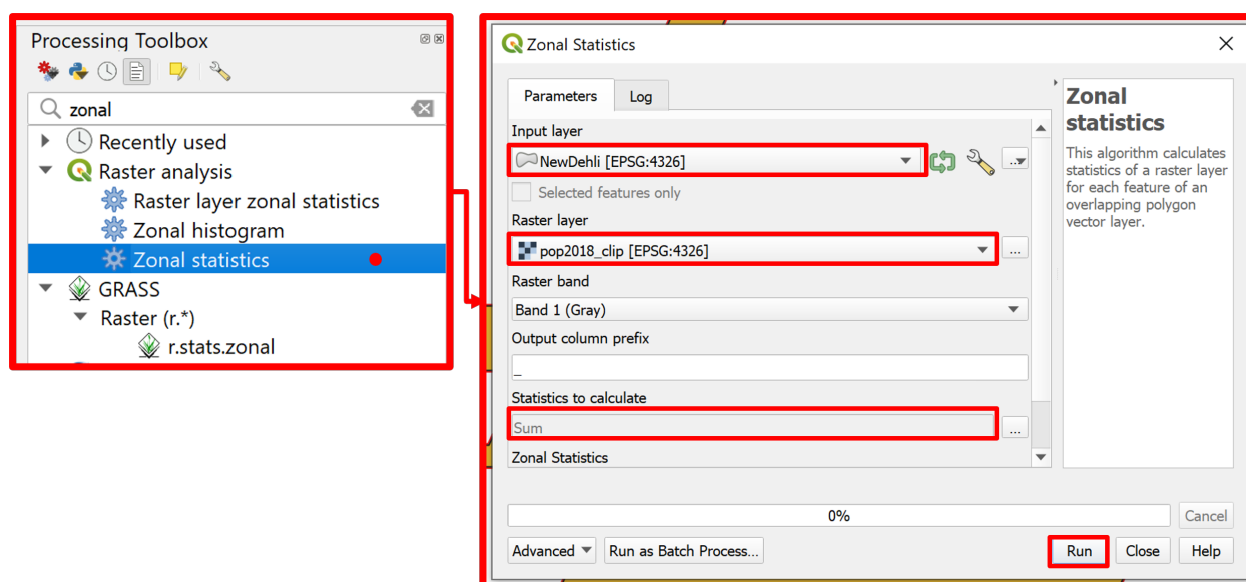 Processing Toolbox
zonal
Recently used
Raster analysis
Raster layer zonal statistics
Zonal histogram
Zonal statistics
GRASS
Raster (r.*)
r.stats.zonal
Zonal Statistics
Parameters
Log
Input layer
NewDehli [EPSG:4326]
Selected features only
Raster layer
pop2018_clip [EPSG:4326]
...
Raster band
Band 1 (Gray)
Output column prefix
_
Statistics to calculate
Sum
...
Zonal Statistics
Zonal
statistics
This algorithm calculates
statistics of a raster layer
for each feature of an
overlapping polygon
vector layer.
0%
Cancel
Advanced
Run as Batch Process...
Run
Close
Help